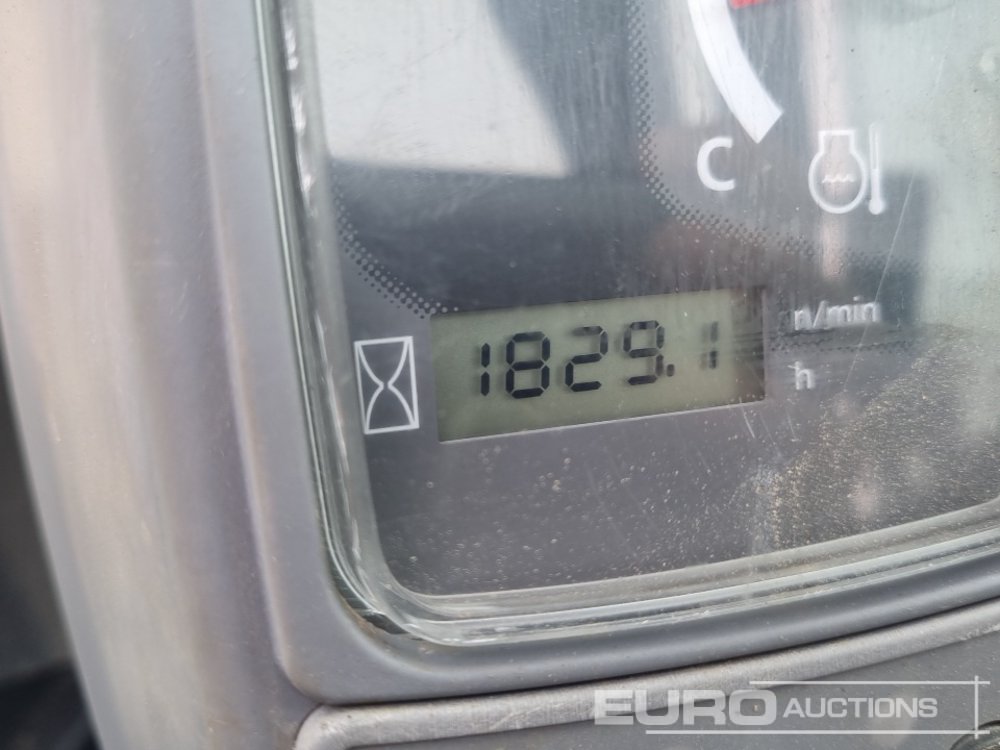 C
n/min
1829.1
h
EURO AUCTIONS